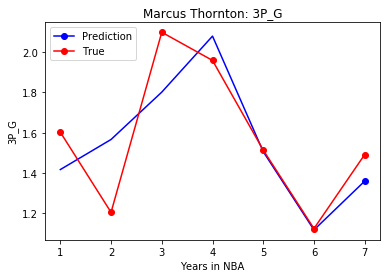 Marcus Thornton: 3P_G
Prediction
True
2.0
1.8
1.6
1.4
1.2
3P_G
1 2 3 4 5 6 7
Years in NBA